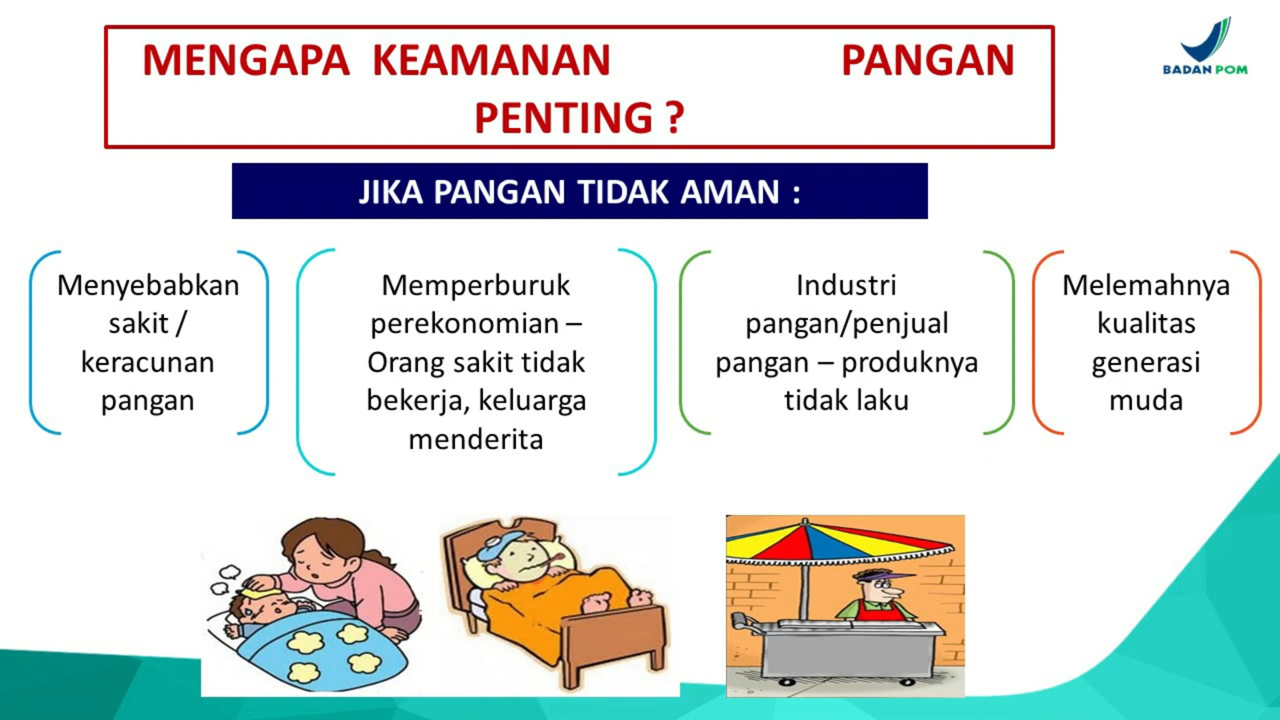 MENGAPA KEAMANAN PANGAN
PENTING ?
BADAN POM
JIKA PANGAN TIDAK AMAN :
Menyebabkan
sakit /
keracunan
pangan
Memperburuk
perekonomian –
Orang sakit tidak
bekerja, keluarga
menderita
Industri
pangan/penjual
pangan – produknya
tidak laku
Melemahnya
kualitas
generasi
muda